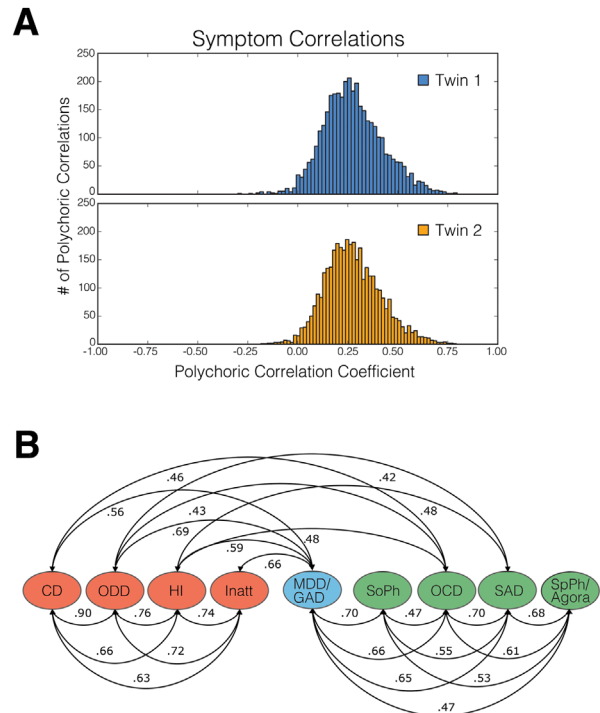 A
Symptom Correlations
# of Polychoric Correlations
250
200
150
100
50
0
Twin 1
250
200
150
100
50
0
Twin 2
-1.00 -0.75 -0.50 -0.25 0.00 0.25 0.50 0.75 1.00
Polychoric Correlation Coefficient
B
.46 .42
.56 .43 .48
.69 .48
.59
.66
CD ODD HI Inatt MDD/GAD SoPh OCD SAD SpPh/Agora
.90 .76 .74 .70 .47 .70 .68
.66 .72 .66 .55 .61
.63 .65 .53
.47